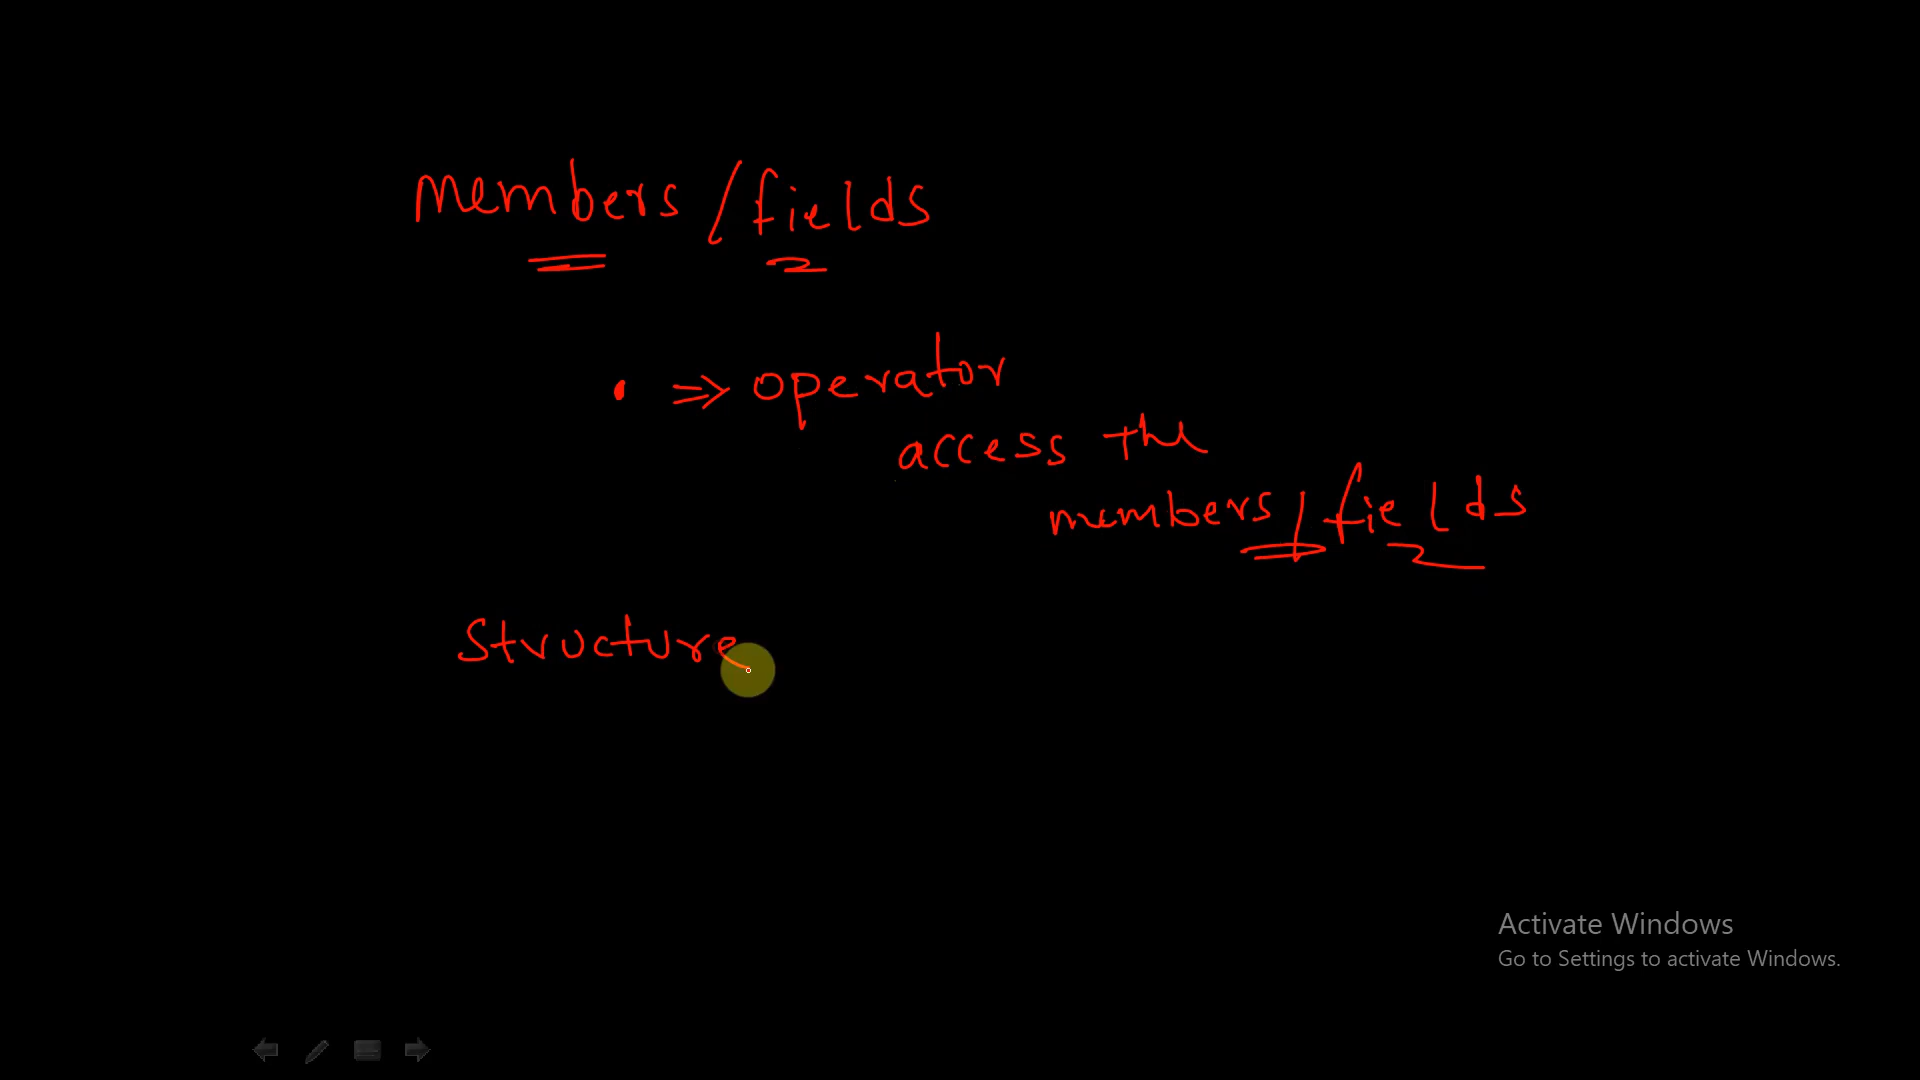 members / fields
. ⇒ operator
access the
members / fields
Structure
Activate Windows
Go to Settings to activate Windows.